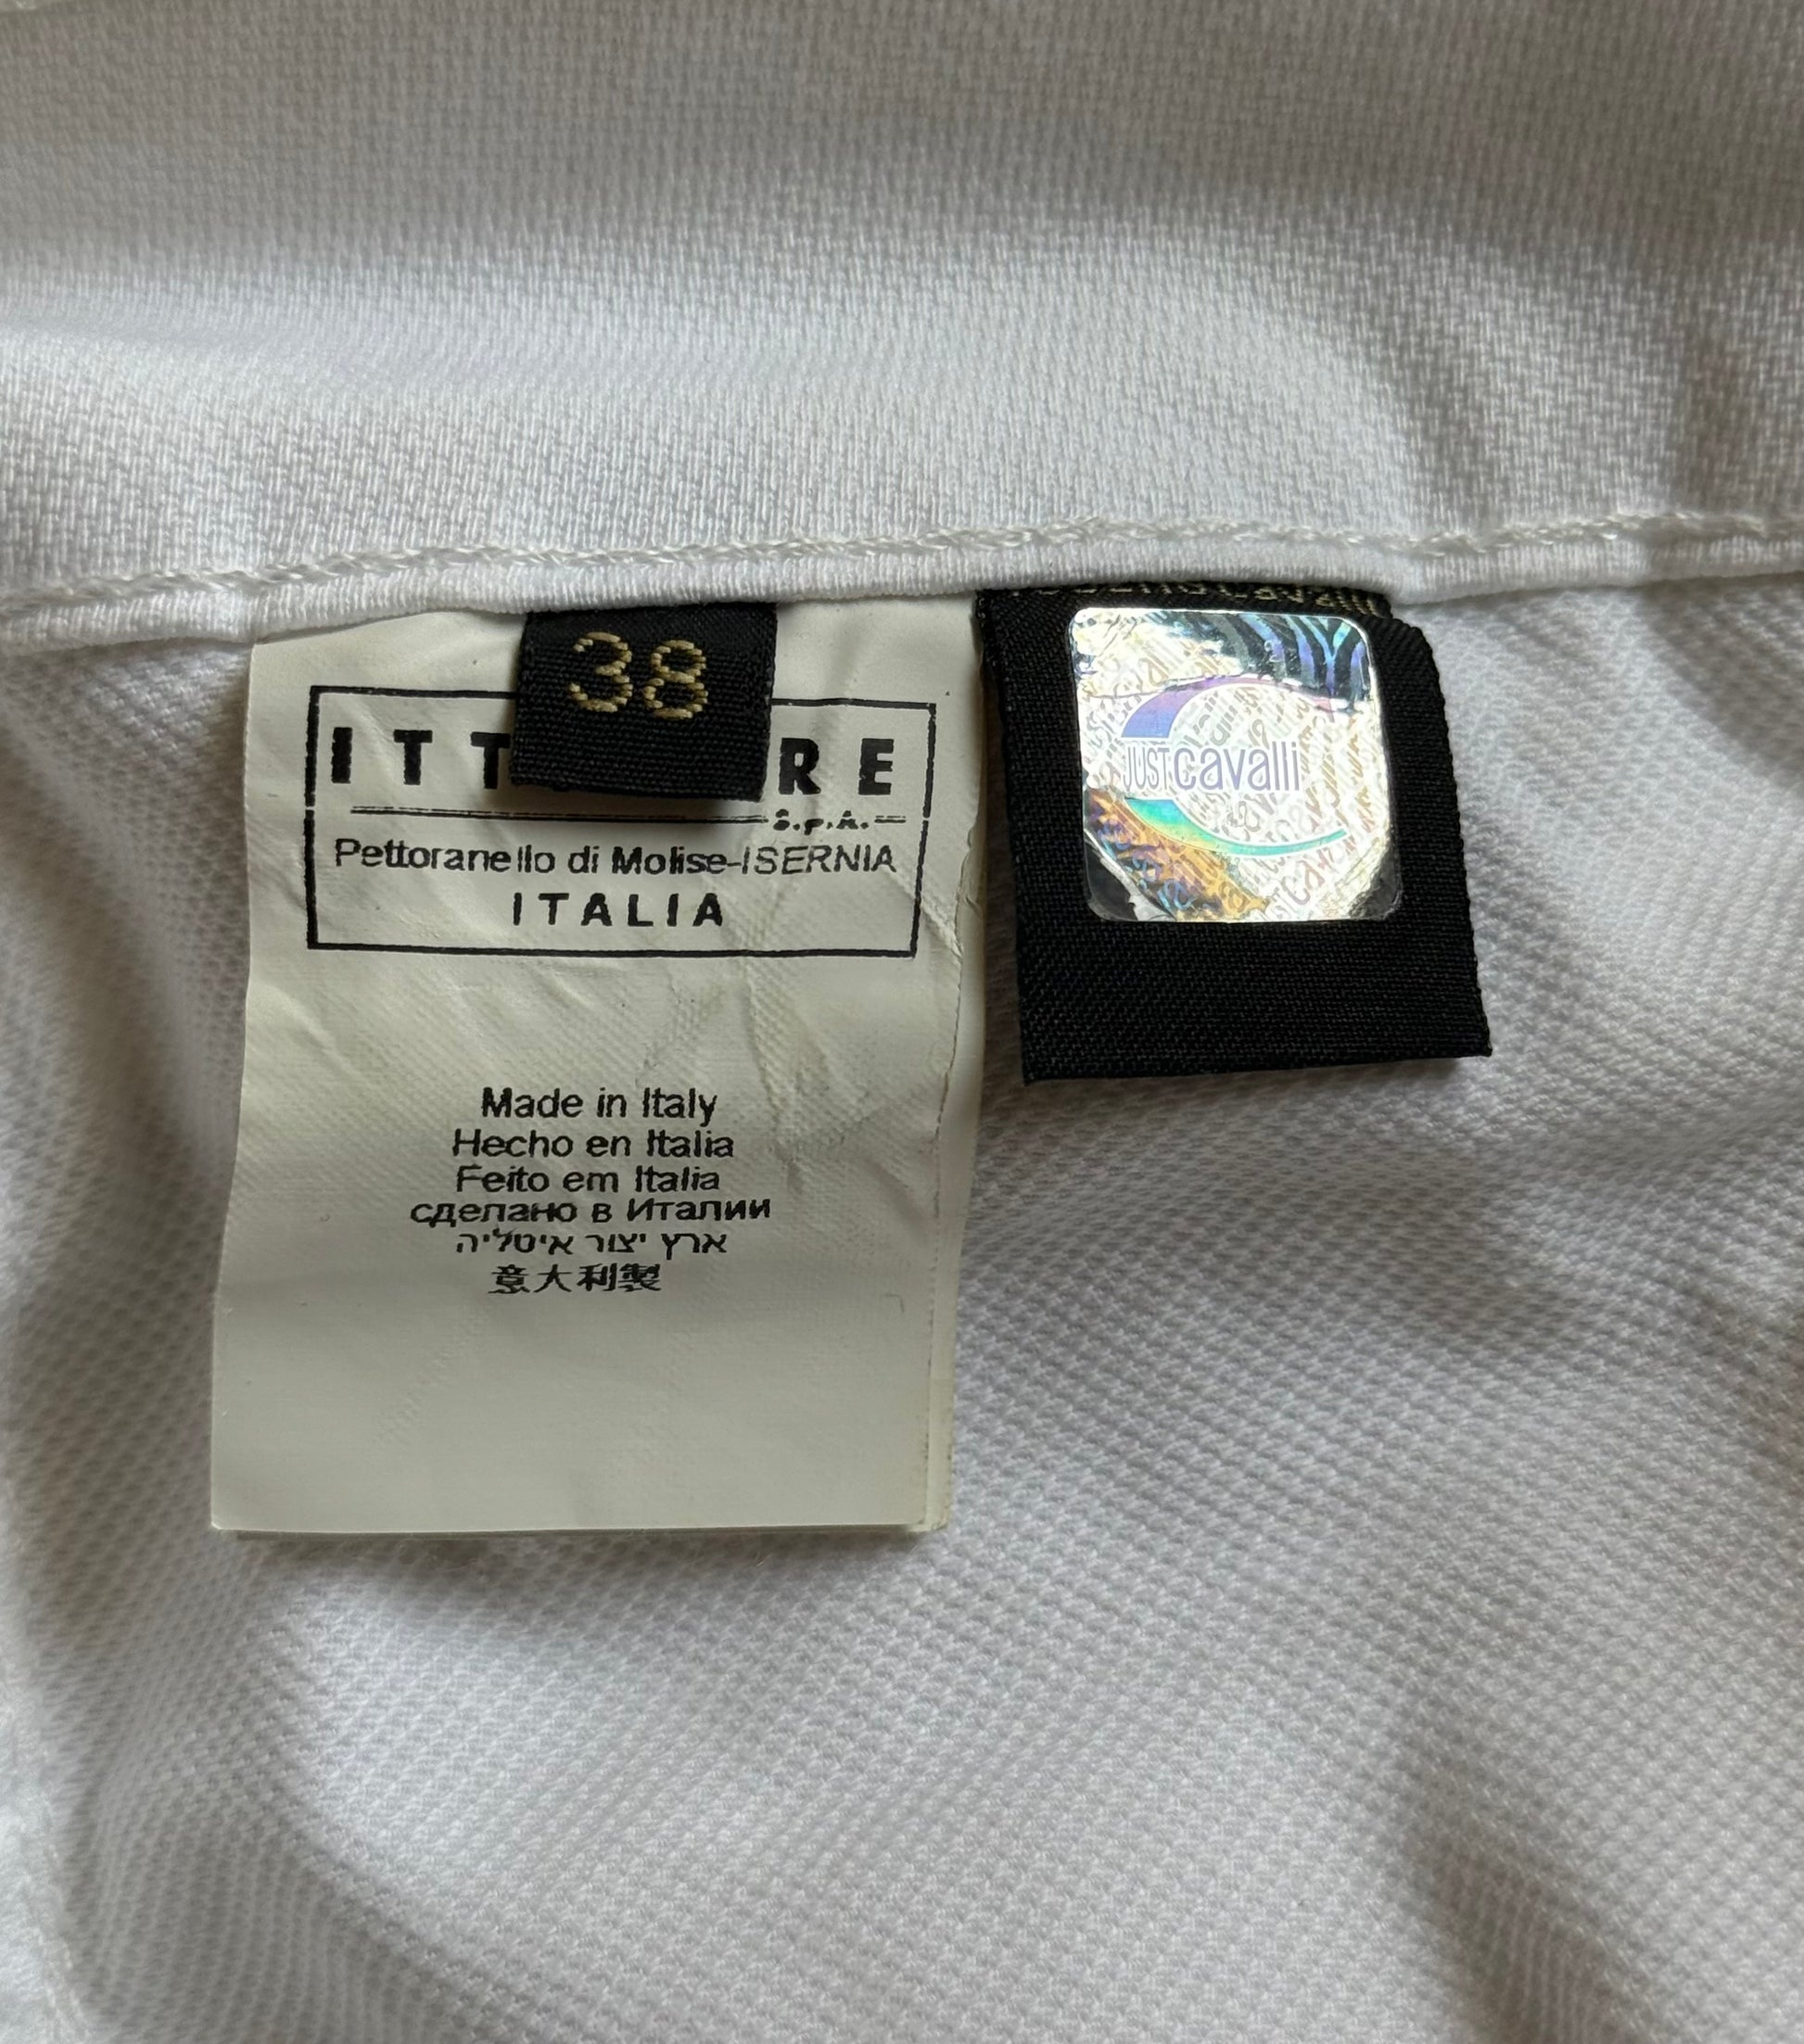 38
ITT RE
S.p.A.
Pettoranello di Molise-ISERNIA
ITALIA
Made in Italy
Hecho en Italia
Feito em Italia
сделано в Италии
ארץ יצור איטליה
意大利製
JUST cavalli